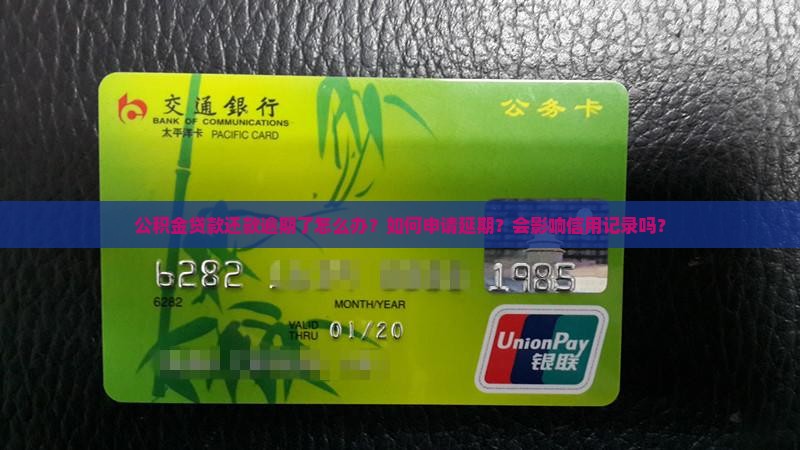 交通銀行
BANK OF COMMUNICATIONS
太平洋卡 PACIFIC CARD
公务卡
公积金贷款还款逾期了怎么办？如何申请延期？会影响信用记录吗？
6282 1985
6282
MONTH/YEAR
VALID
THRU 01/20
UnionPay
银联